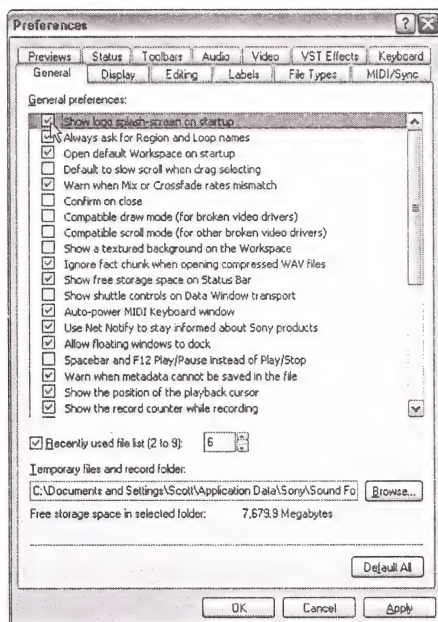 Preferences
Previews Status Toolbars Audio Video VST Effects Keyboard
General Display Editing Labels File Types MIDI/Sync
General preferences:
Show logo splash-screen on startup
Always ask for Region and Loop names
Open default Workspace on startup
Default to slow scroll when drag selecting
Warn when Mix or Crossfade rates mismatch
Confirm on close
Compatible draw mode (for broken video drivers)
Compatible scroll mode (for other broken video drivers)
Show a textured background on the Workspace
Ignore fact chunk when opening compressed WAV files
Show free storage space on Status Bar
Show shuttle controls on Data Window transport
Auto-power MIDI Keyboard window
Use Net Notify to stay informed about Sony products
Allow floating windows to dock
Spacebar and F12 Play/Pause instead of Play/Stop
Warn when metadata cannot be saved in the file
Show the position of the playback cursor
Show the record counter while recording
Recently used file list (2 to 9): 6
Temporary files and record folder:
C:\Documents and Settings\Scott\Application Data\Sony\Sound Fo Browse...
Free storage space in selected folder: 7,679.9 Megabytes
Default All
OK Cancel Apply